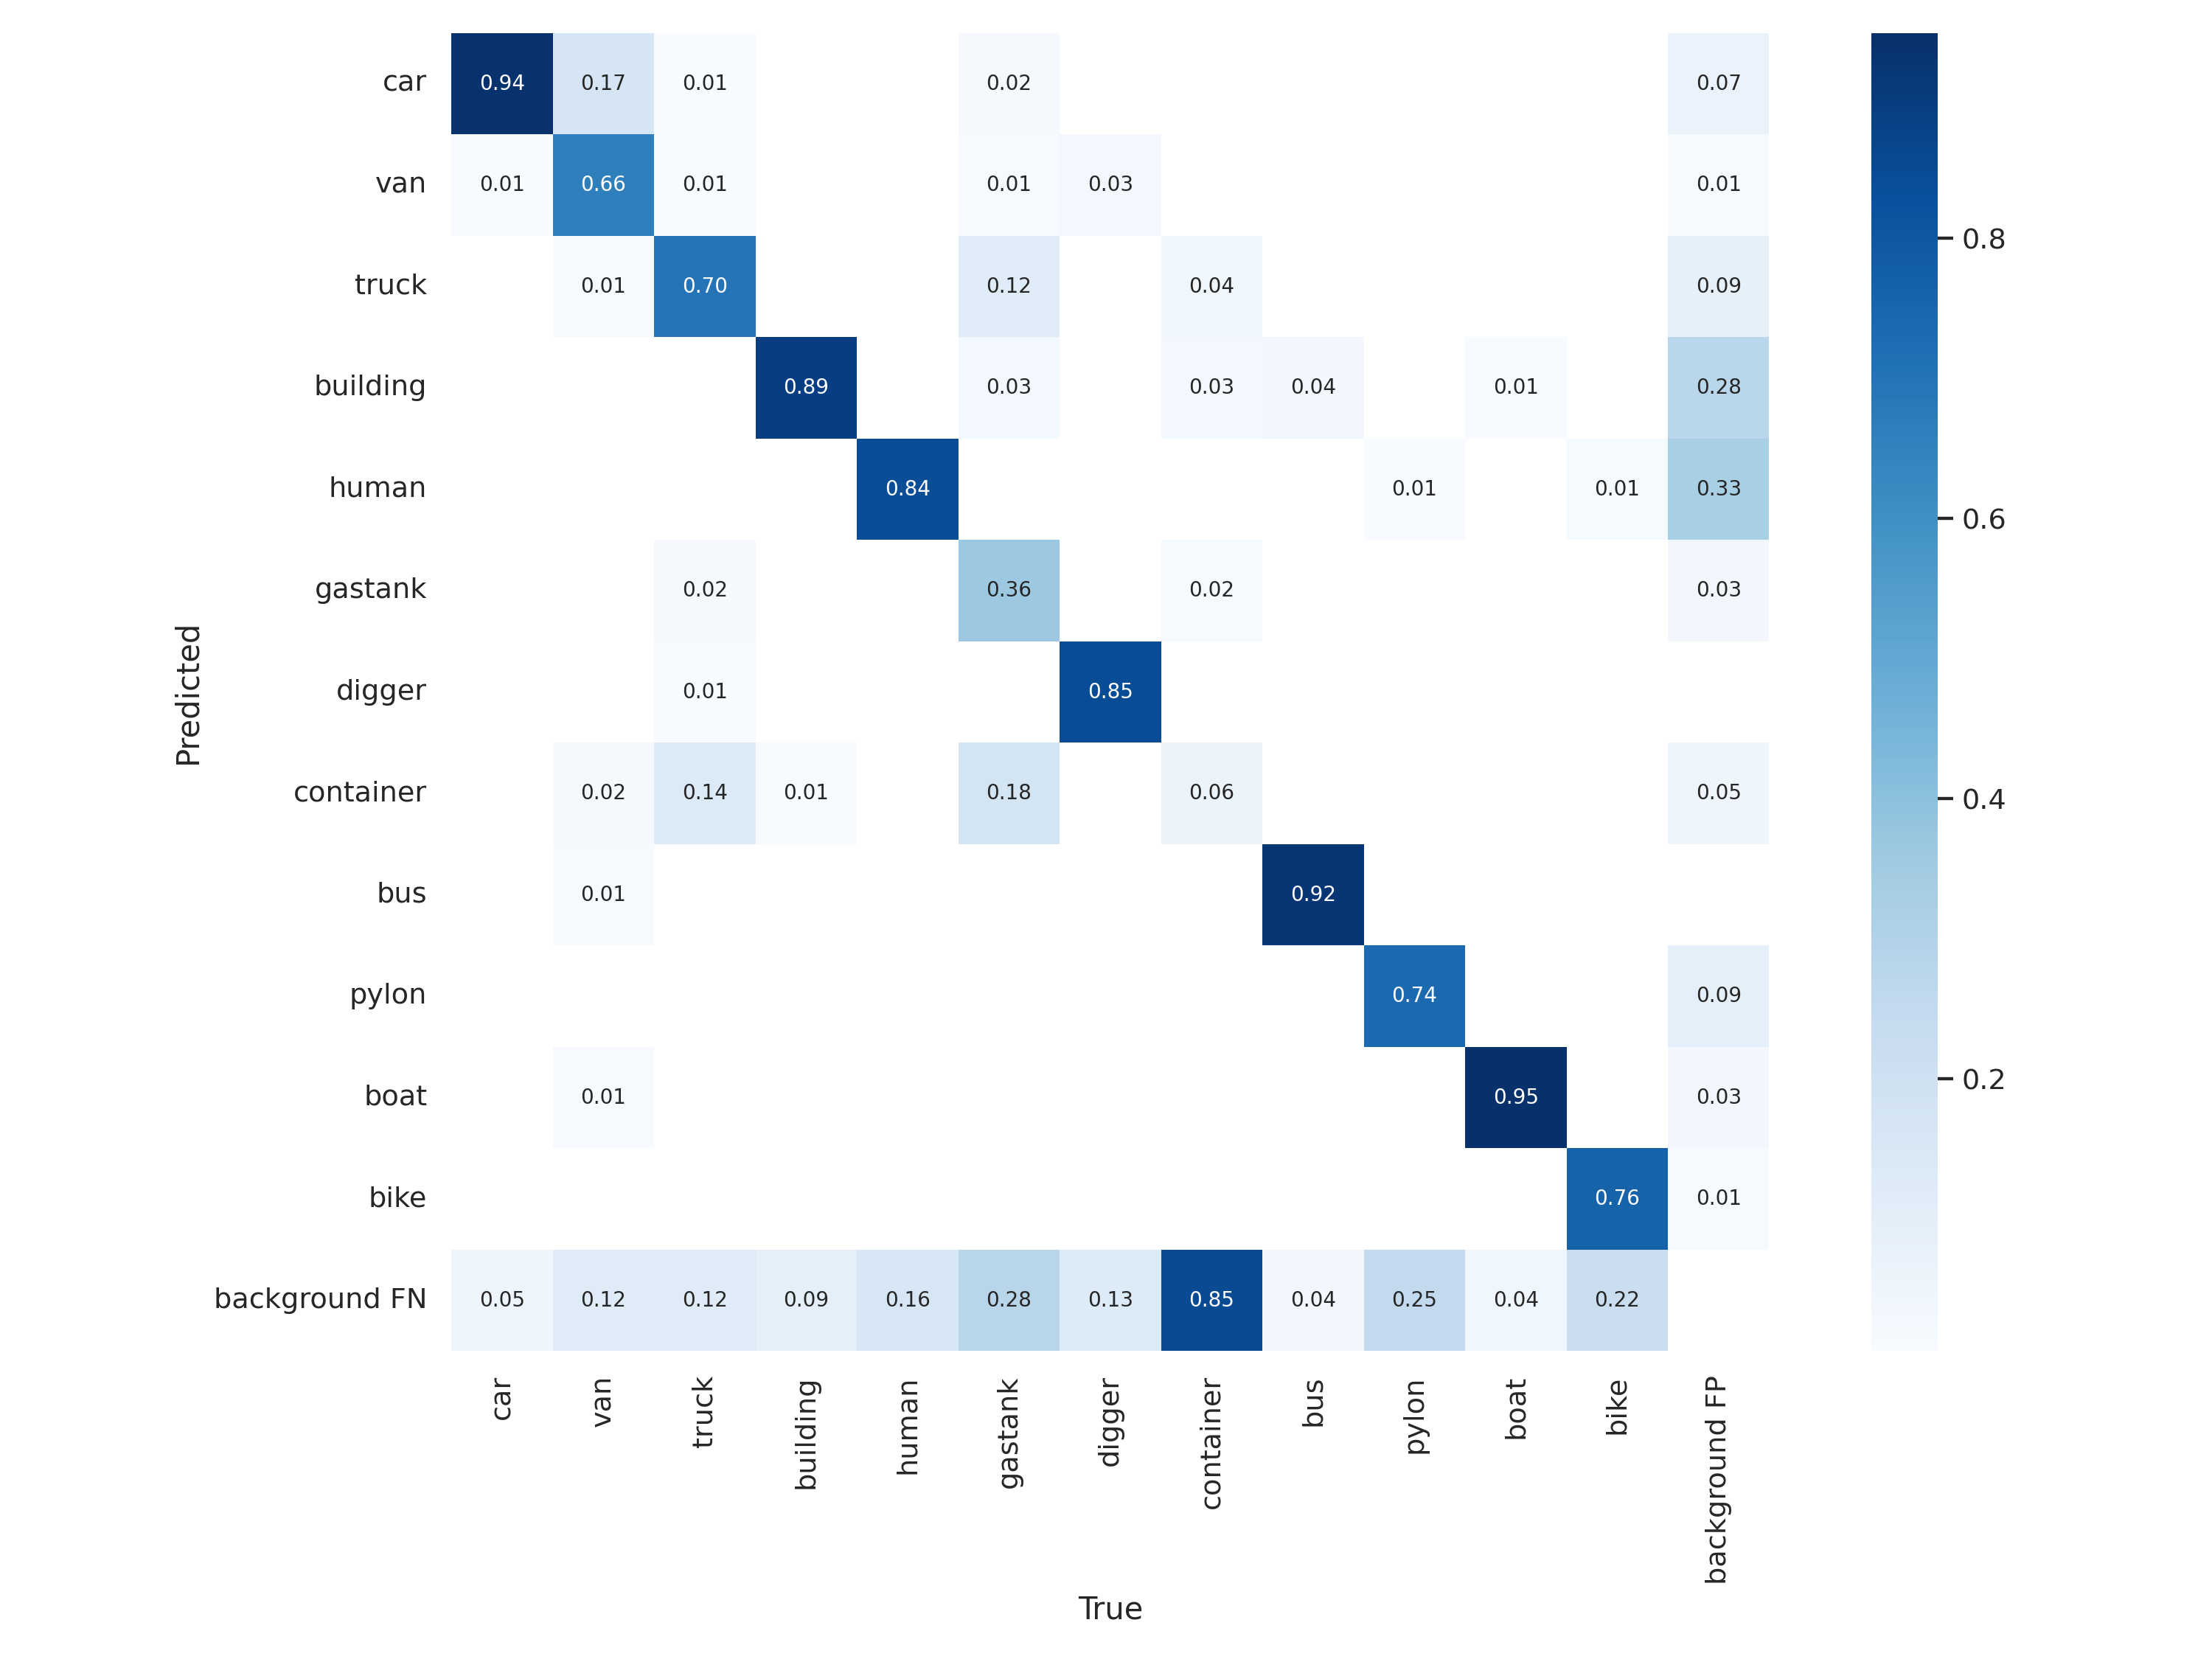 car 0.94 0.17 0.01 0.02 0.07
van 0.01 0.66 0.01 0.01 0.03 0.01
0.8
truck 0.01 0.70 0.12 0.04 0.09
building 0.89 0.03 0.03 0.04 0.01 0.28
human 0.84 0.01 0.01 0.33
0.6
gastank 0.02 0.36 0.02 0.03
Predicted
digger 0.01 0.85
container 0.02 0.14 0.01 0.18 0.06 0.05
0.4
bus 0.01 0.92
pylon 0.74 0.09
0.2
boat 0.01 0.95 0.03
bike 0.76 0.01
background FN 0.05 0.12 0.12 0.09 0.16 0.28 0.13 0.85 0.04 0.25 0.04 0.22
car van truck building human gastank digger container bus pylon boat bike background FP
True